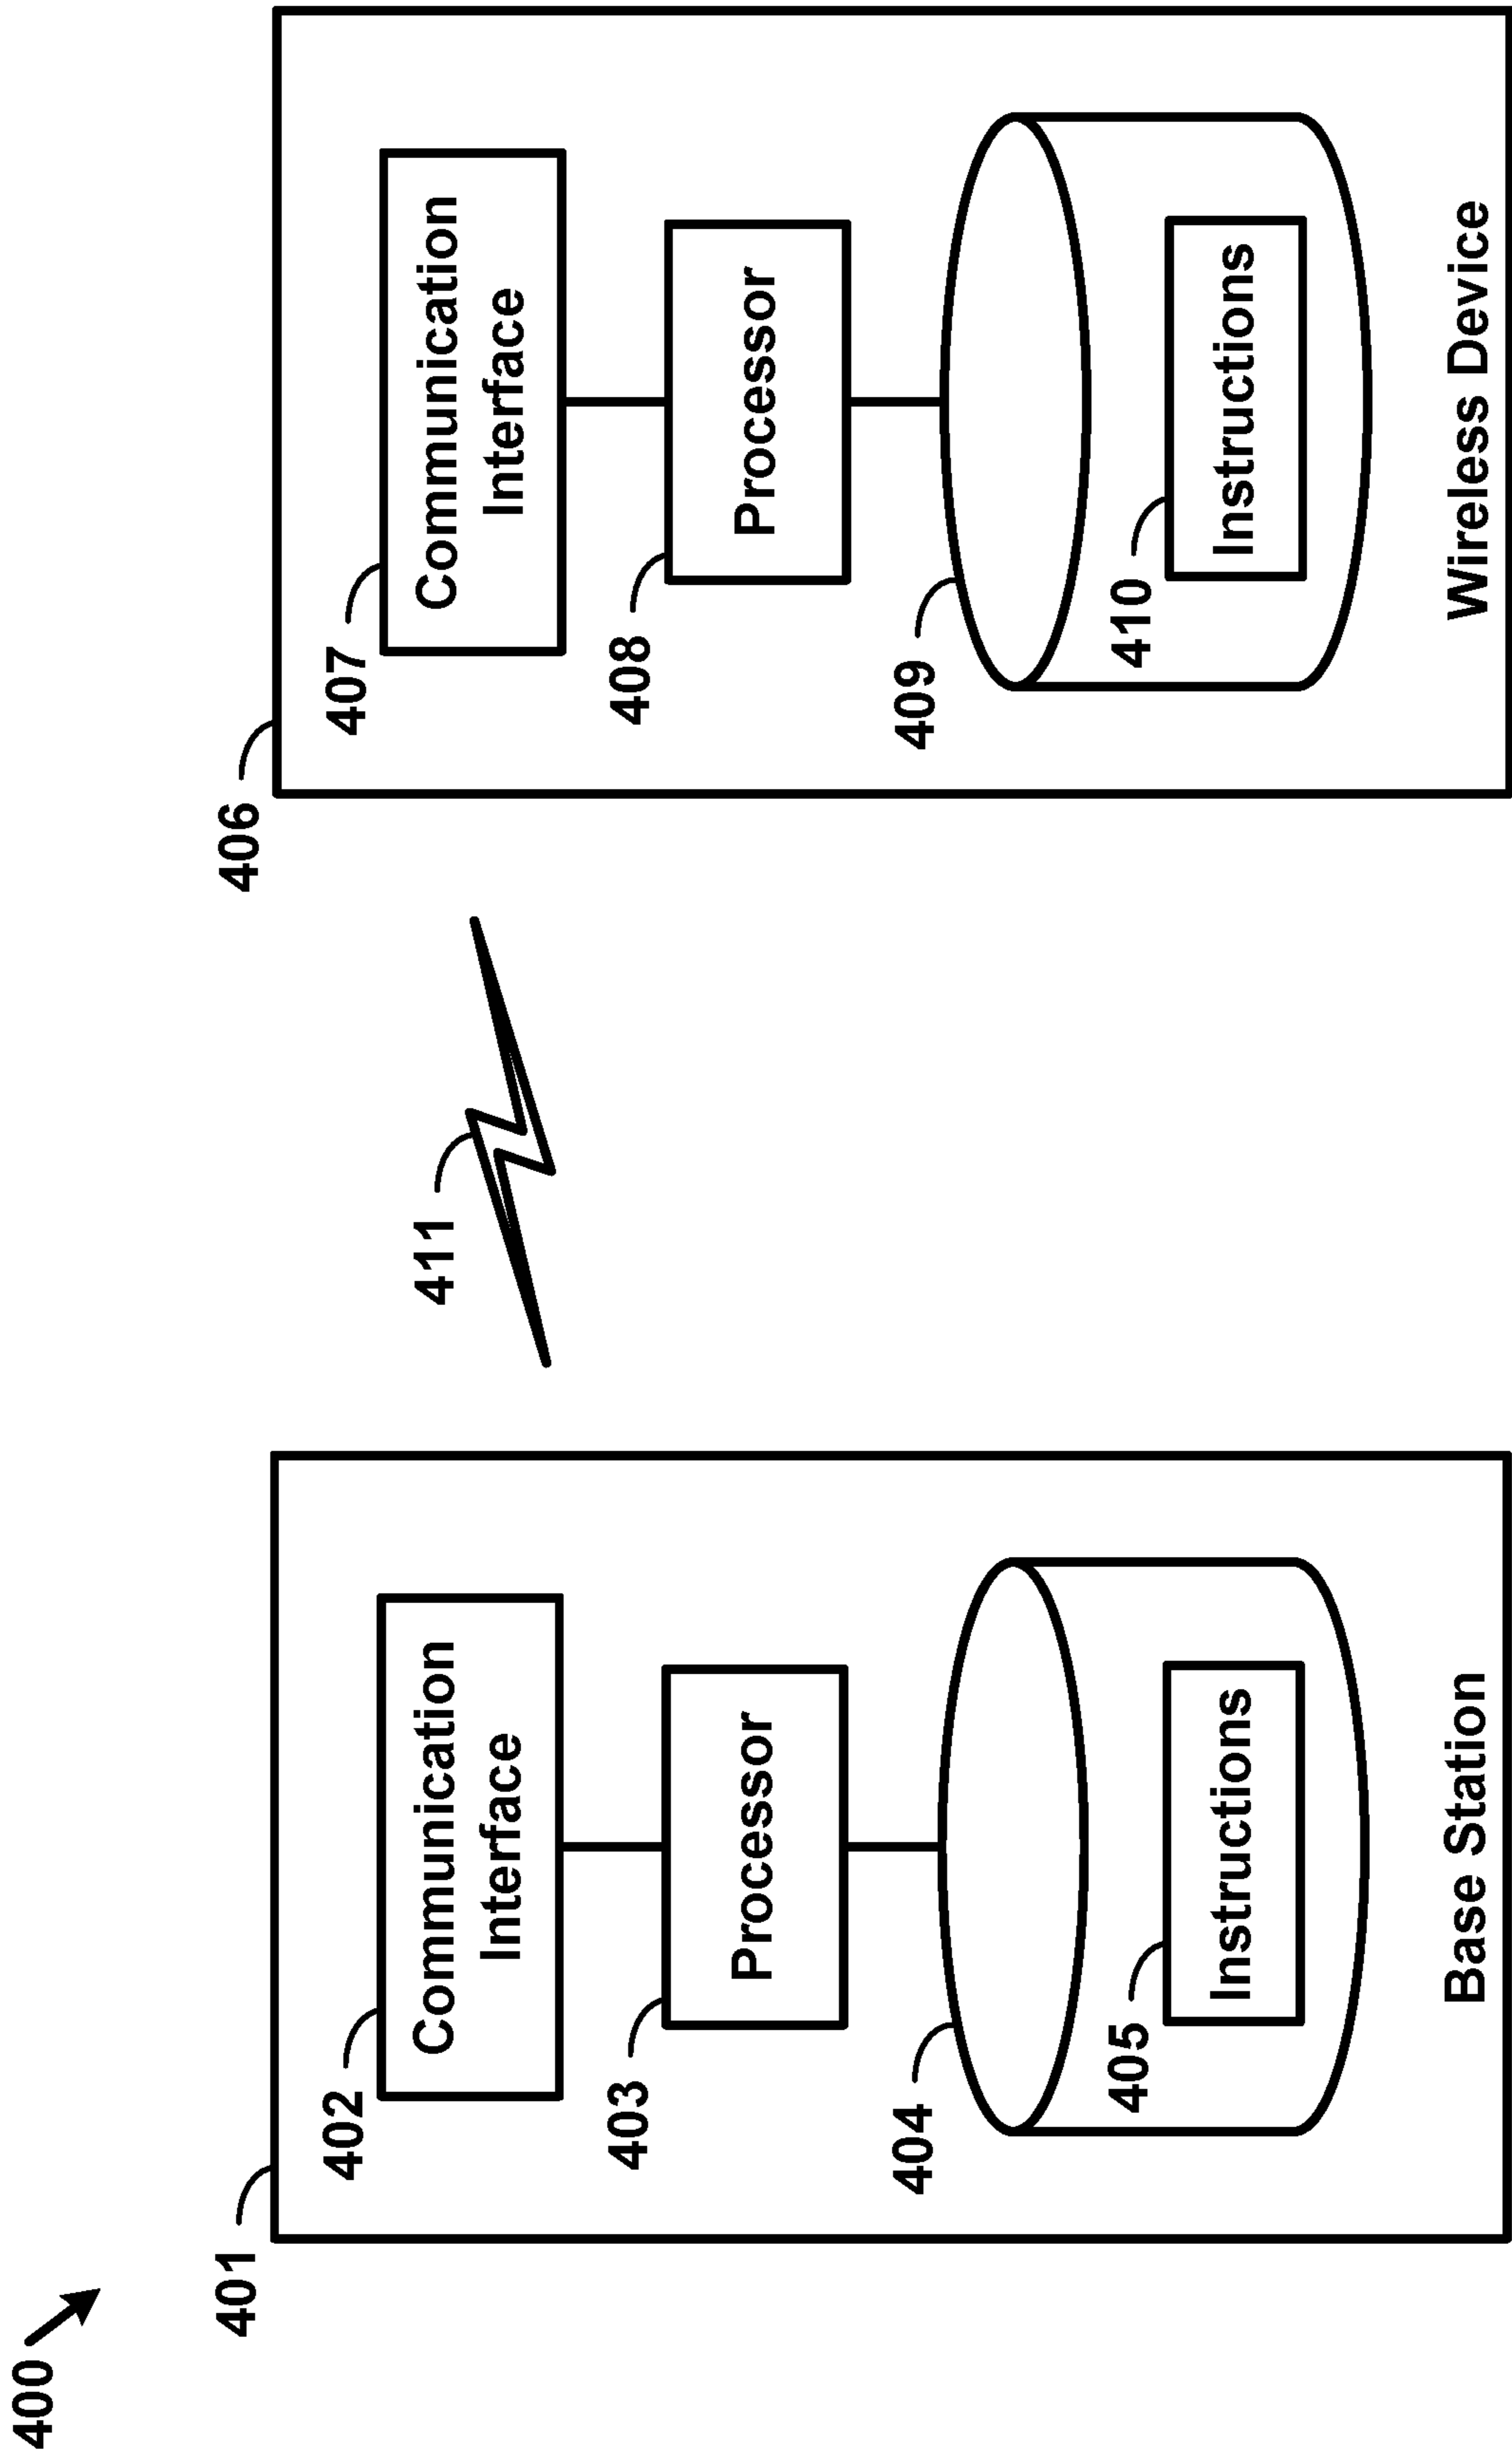 400
401
402
Communication
Interface
403
Processor
404
405
Instructions
Base Station
411
406
407
Communication
Interface
408
Processor
409
410
Instructions
Wireless Device